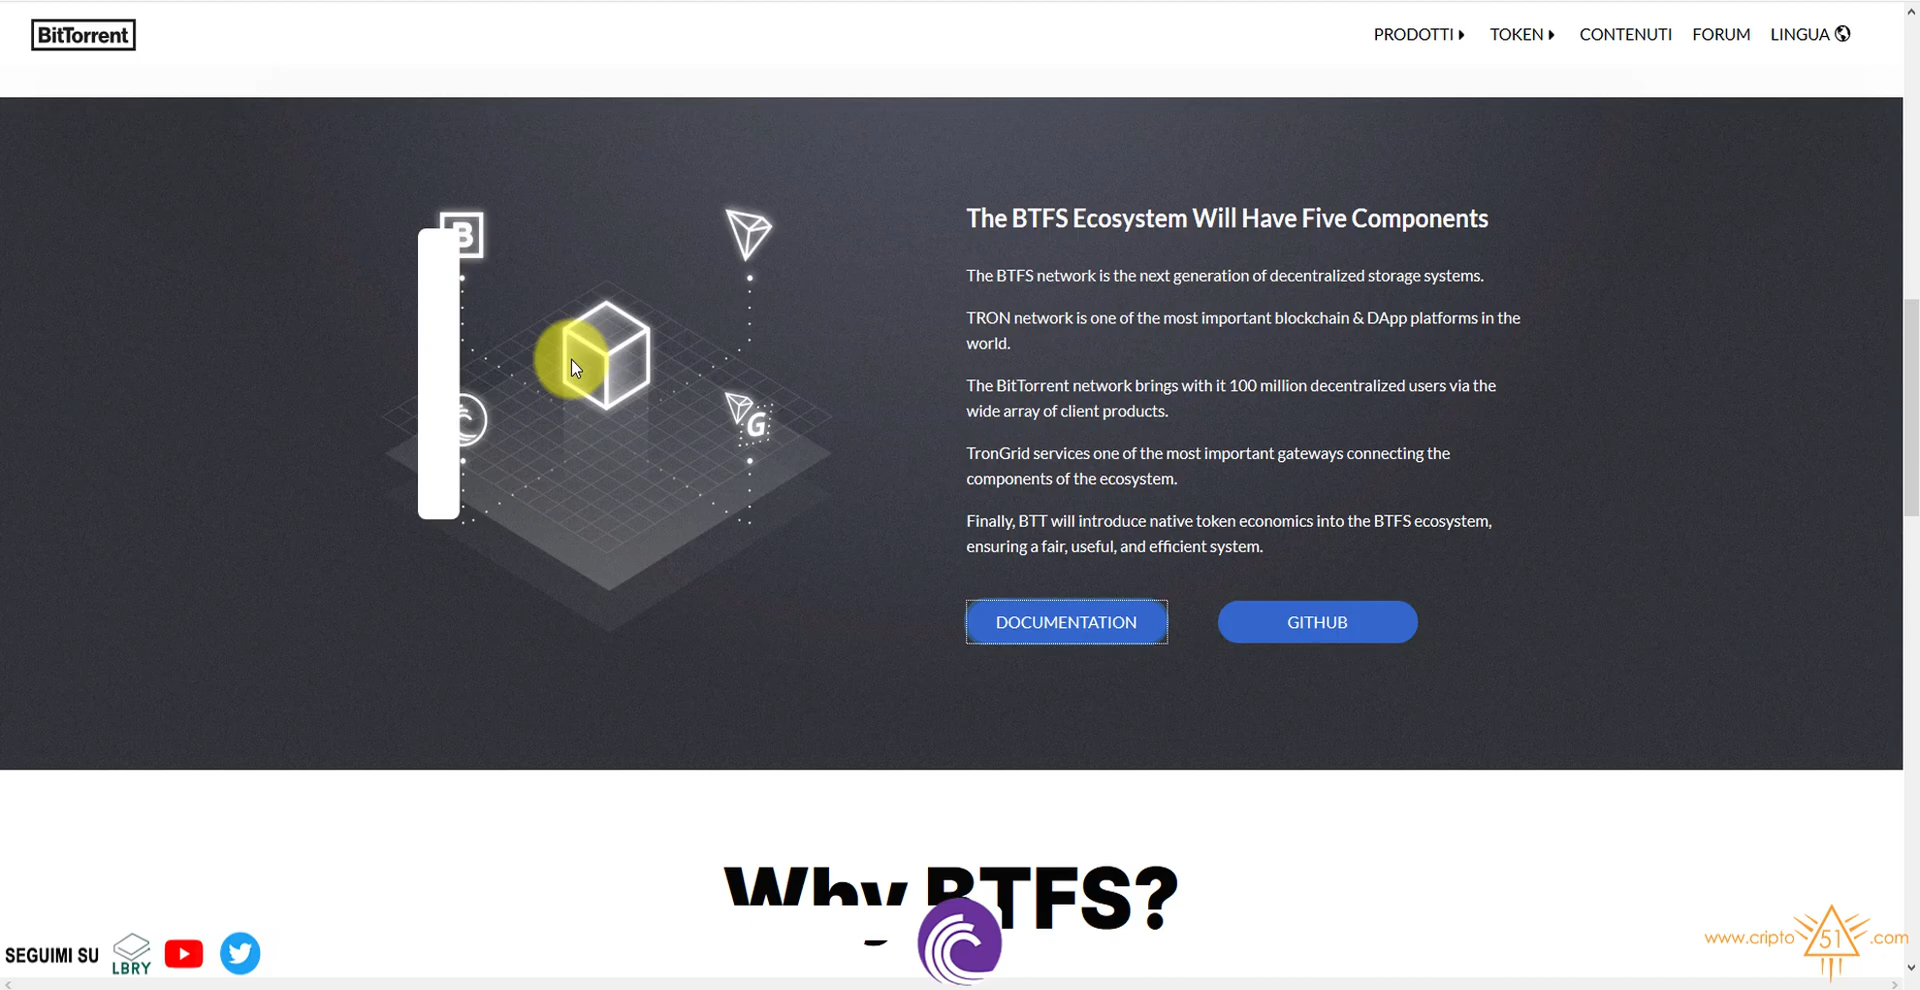 BitTorrent
PRODOTTI
TOKEN
CONTENUTI
FORUM
LINGUA
B
G
The BTFS Ecosystem Will Have Five Components
The BTFS network is the next generation of decentralized storage systems.
TRON network is one of the most important blockchain & DApp platforms in the
world.
The BitTorrent network brings with it 100 million decentralized users via the
wide array of client products.
TronGrid services one of the most important gateways connecting the
components of the ecosystem.
Finally, BTT will introduce native token economics into the BTFS ecosystem,
ensuring a fair, useful, and efficient system.
DOCUMENTATION
GITHUB
Why BTFS?
SEGUIMI SU
LBRY
www.cripto 51 .com